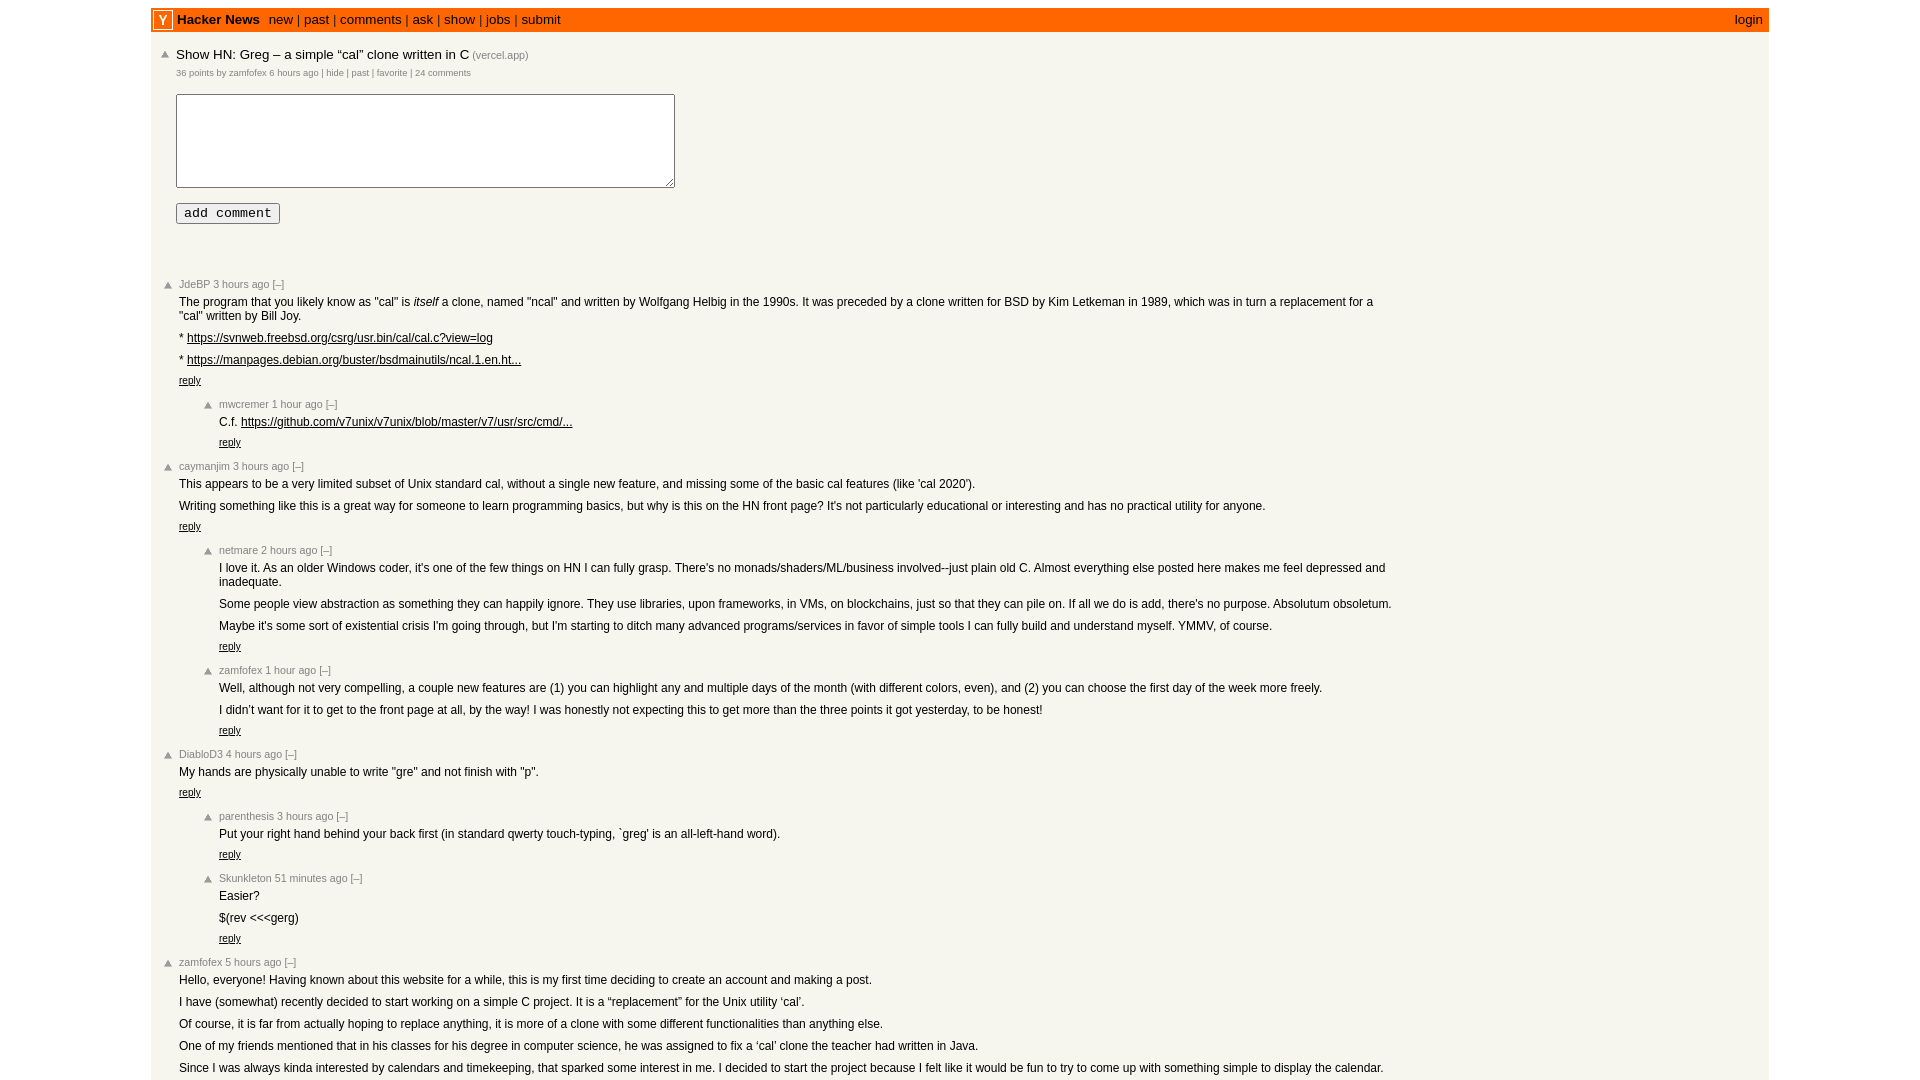 Y Hacker News new | past | comments | ask | show | jobs | submit login
Show HN: Greg – a simple “cal” clone written in C (vercel.app)
36 points by zamfofex 6 hours ago | hide | past | favorite | 24 comments
add comment
JdeBP 3 hours ago [–]
The program that you likely know as "cal" is itself a clone, named "ncal" and written by Wolfgang Helbig in the 1990s. It was preceded by a clone written for BSD by Kim Letkeman in 1989, which was in turn a replacement for a
"cal" written by Bill Joy.
* https://svnweb.freebsd.org/csrg/usr.bin/cal/cal.c?view=log
* https://manpages.debian.org/buster/bsdmainutils/ncal.1.en.ht...
reply
mwcremer 1 hour ago [–]
C.f. https://github.com/v7unix/v7unix/blob/master/v7/usr/src/cmd/...
reply
caymanjim 3 hours ago [–]
This appears to be a very limited subset of Unix standard cal, without a single new feature, and missing some of the basic cal features (like 'cal 2020').
Writing something like this is a great way for someone to learn programming basics, but why is this on the HN front page? It's not particularly educational or interesting and has no practical utility for anyone.
reply
netmare 2 hours ago [–]
I love it. As an older Windows coder, it's one of the few things on HN I can fully grasp. There's no monads/shaders/ML/business involved--just plain old C. Almost everything else posted here makes me feel depressed and
inadequate.
Some people view abstraction as something they can happily ignore. They use libraries, upon frameworks, in VMs, on blockchains, just so that they can pile on. If all we do is add, there's no purpose. Absolutum obsoletum.
Maybe it's some sort of existential crisis I'm going through, but I'm starting to ditch many advanced programs/services in favor of simple tools I can fully build and understand myself. YMMV, of course.
reply
zamfofex 1 hour ago [–]
Well, although not very compelling, a couple new features are (1) you can highlight any and multiple days of the month (with different colors, even), and (2) you can choose the first day of the week more freely.
I didn’t want for it to get to the front page at all, by the way! I was honestly not expecting this to get more than the three points it got yesterday, to be honest!
reply
DiabloD3 4 hours ago [–]
My hands are physically unable to write "gre" and not finish with "p".
reply
parenthesis 3 hours ago [–]
Put your right hand behind your back first (in standard qwerty touch-typing, `greg' is an all-left-hand word).
reply
Skunkleton 51 minutes ago [–]
Easier?
$(rev <<<gerg)
reply
zamfofex 5 hours ago [–]
Hello, everyone! Having known about this website for a while, this is my first time deciding to create an account and making a post.
I have (somewhat) recently decided to start working on a simple C project. It is a “replacement” for the Unix utility ‘cal’.
Of course, it is far from actually hoping to replace anything, it is more of a clone with some different functionalities than anything else.
One of my friends mentioned that in his classes for his degree in computer science, he was assigned to fix a ‘cal’ clone the teacher had written in Java.
Since I was always kinda interested by calendars and timekeeping, that sparked some interest in me. I decided to start the project because I felt like it would be fun to try to come up with something simple to display the calendar.